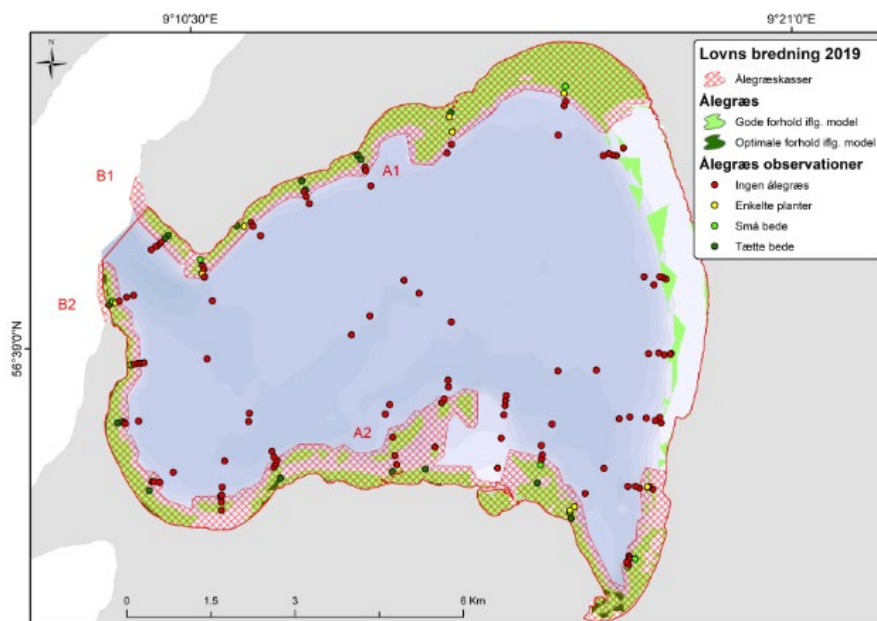 9°10'30"E
9°21'0"E
N
Lovns bredning 2019
Ålegræskasser
Ålegræs
Gode forhold iflg. model
Optimale forhold iflg. model
Ålegræs observationer
Ingen ålegræs
Enkelte planter
Små bede
Tætte bede
B1
A1
B2
56°39'0"N
A2
0 1.5 3 6 Km